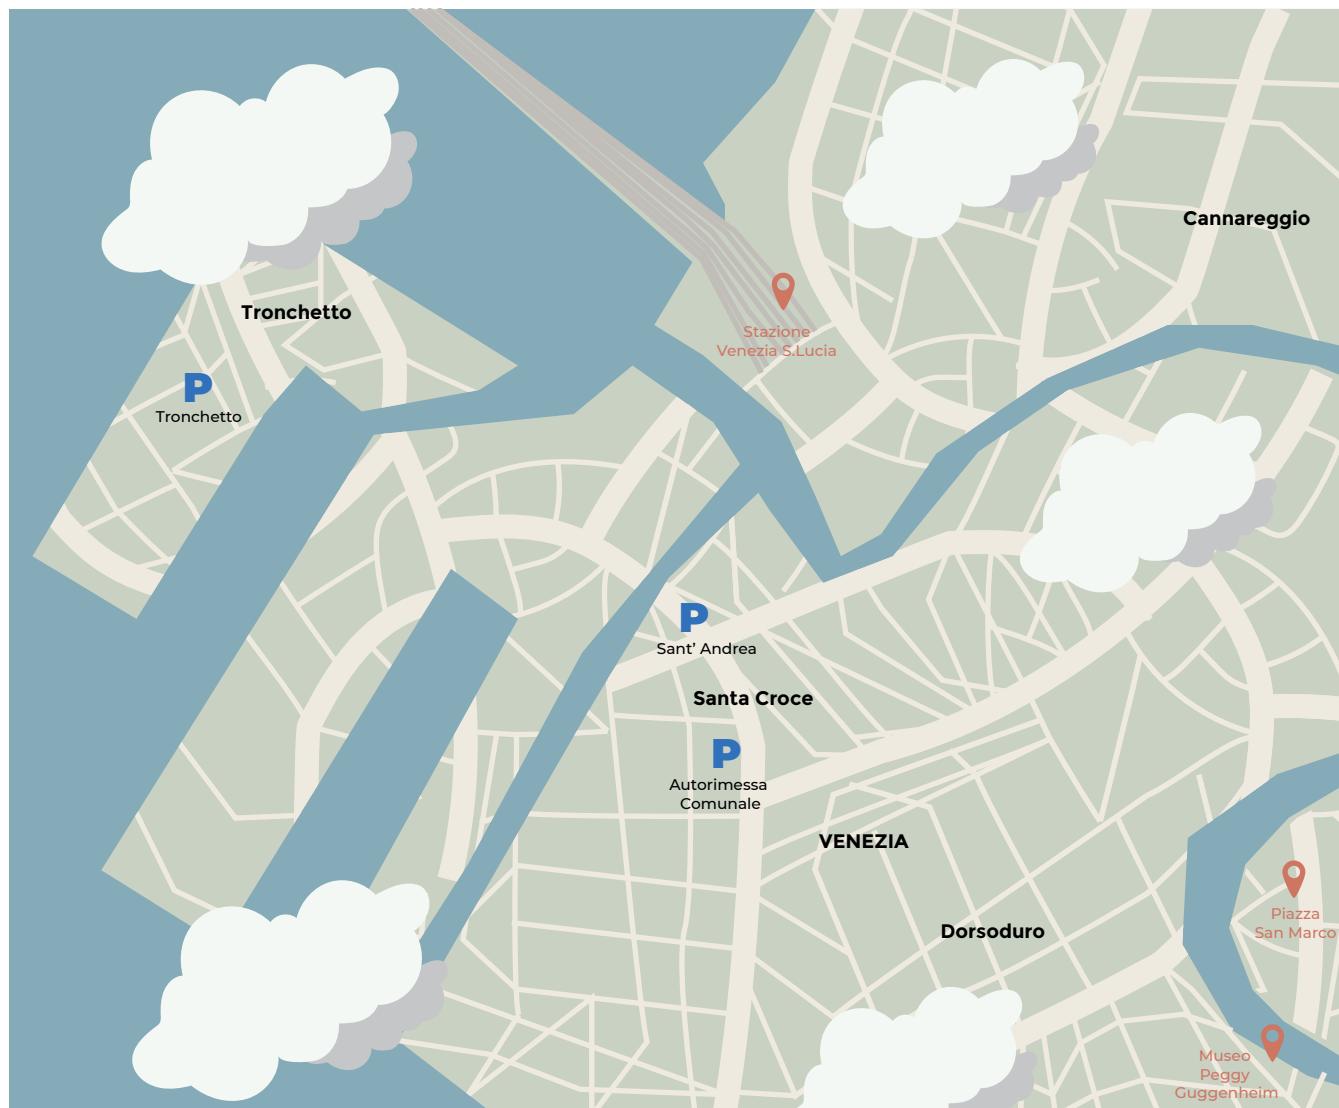 Cannareggio
Tronchetto
Stazione
Venezia S.Lucia
P
Tronchetto
P
Sant’ Andrea
Santa Croce
P
Autorimessa
Comunale
VENEZIA
Dorsoduro
Piazza
San Marco
Museo
Peggy
Guggenheim